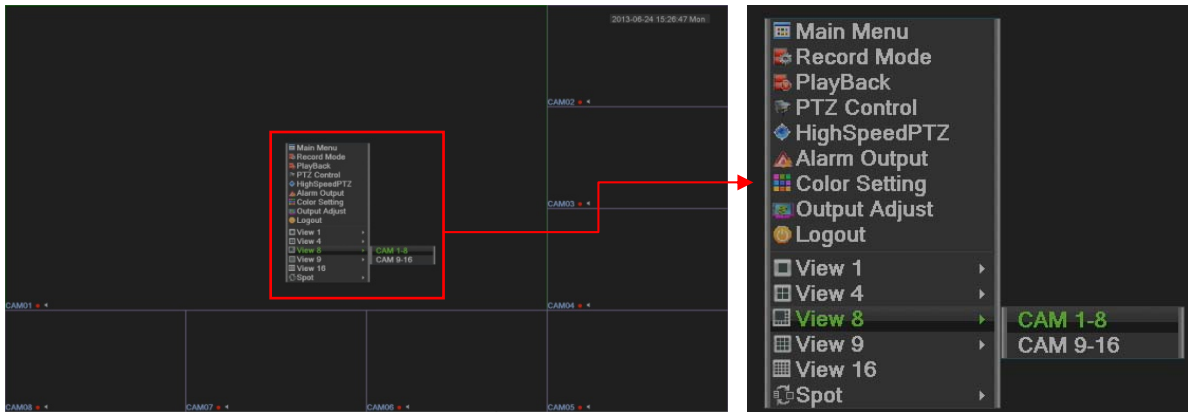 2013-06-24 15:26:47 Mon
CAM02
Main Menu
Record Mode
PlayBack
PTZ Control
HighSpeedPTZ
Alarm Output
Color Setting
Output Adjust
Logout
View 1
View 4
View 8
CAM 1-8
View 9
CAM 9-16
View 16
Spot
CAM03
CAM01
CAM04
CAM08
CAM07
CAM06
CAM05
Main Menu
Record Mode
PlayBack
PTZ Control
HighSpeedPTZ
Alarm Output
Color Setting
Output Adjust
Logout
View 1
View 4
View 8
CAM 1-8
View 9
CAM 9-16
View 16
Spot